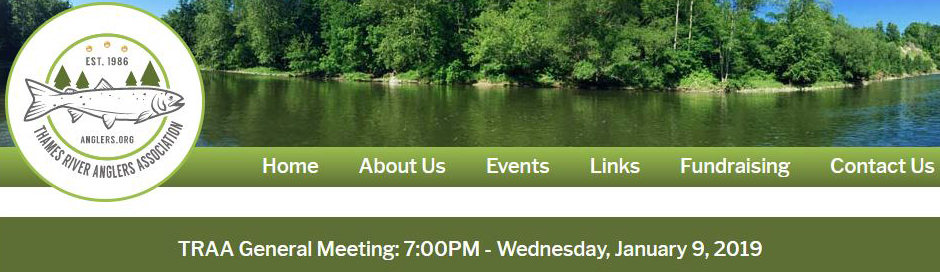 EST. 1986
ANGLERS.ORG
THAMES RIVER ANGLERS ASSOCIATION
Home About Us Events Links Fundraising Contact Us
TRAA General Meeting: 7:00PM - Wednesday, January 9, 2019